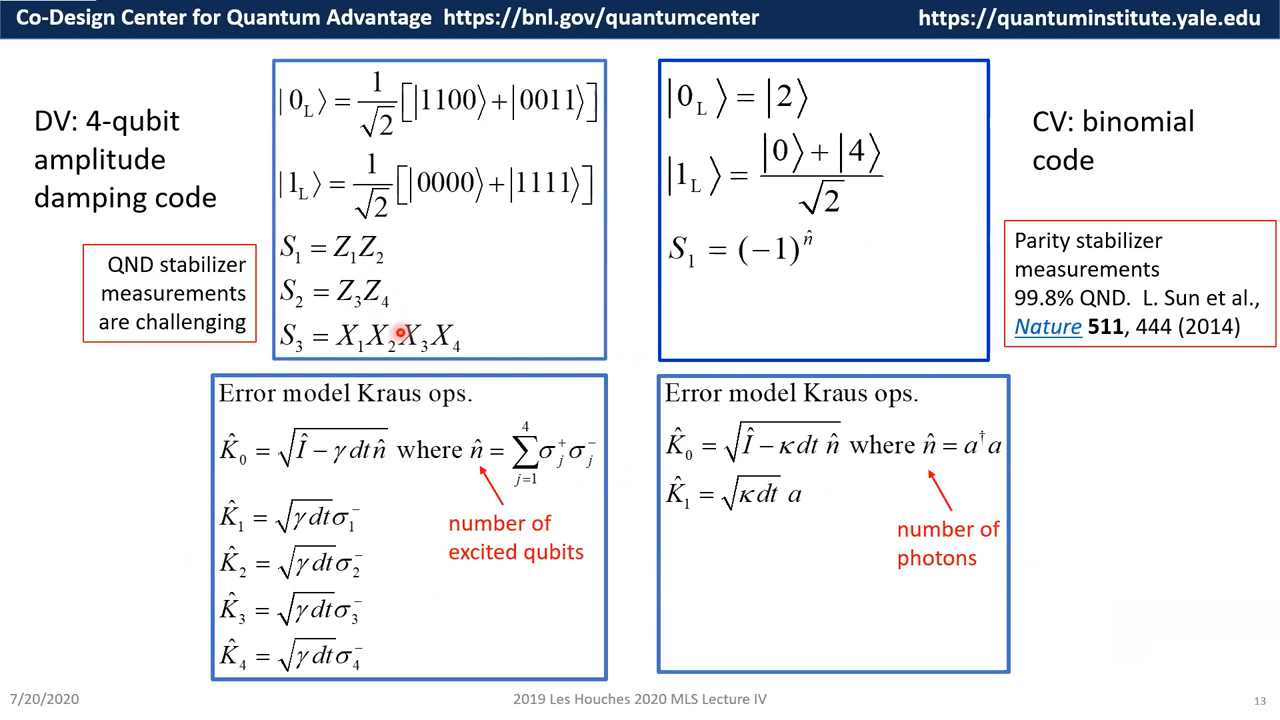 Co-Design Center for Quantum Advantage https://bnl.gov/quantumcenter
https://quantuminstitute.yale.edu
DV: 4-qubit
amplitude
damping code
|0_L⟩ = 1/√2 [|1100⟩ + |0011⟩]
|1_L⟩ = 1/√2 [|0000⟩ + |1111⟩]
S_1 = Z_1Z_2
S_2 = Z_3Z_4
S_3 = X_1X_2X_3X_4
QND stabilizer
measurements
are challenging
|0_L⟩ = |2⟩
|1_L⟩ = (|0⟩ + |4⟩)/√2
S_1 = (−1)^n̂
CV: binomial
code
Parity stabilizer
measurements
99.8% QND. L. Sun et al.,
Nature 511, 444 (2014)
Error model Kraus ops.
K̂_0 = √(Î − γ dt n̂) where n̂ = ∑_{j=1}^{4} σ_j^+ σ_j^−
K̂_1 = √(γ dt) σ_1^−
K̂_2 = √(γ dt) σ_2^−
K̂_3 = √(γ dt) σ_3^−
K̂_4 = √(γ dt) σ_4^−
number of
excited qubits
Error model Kraus ops.
K̂_0 = √(Î − κ dt n̂) where n̂ = a^† a
K̂_1 = √(κ dt) a
number of
photons
7/20/2020
2019 Les Houches 2020 MLS Lecture IV
13